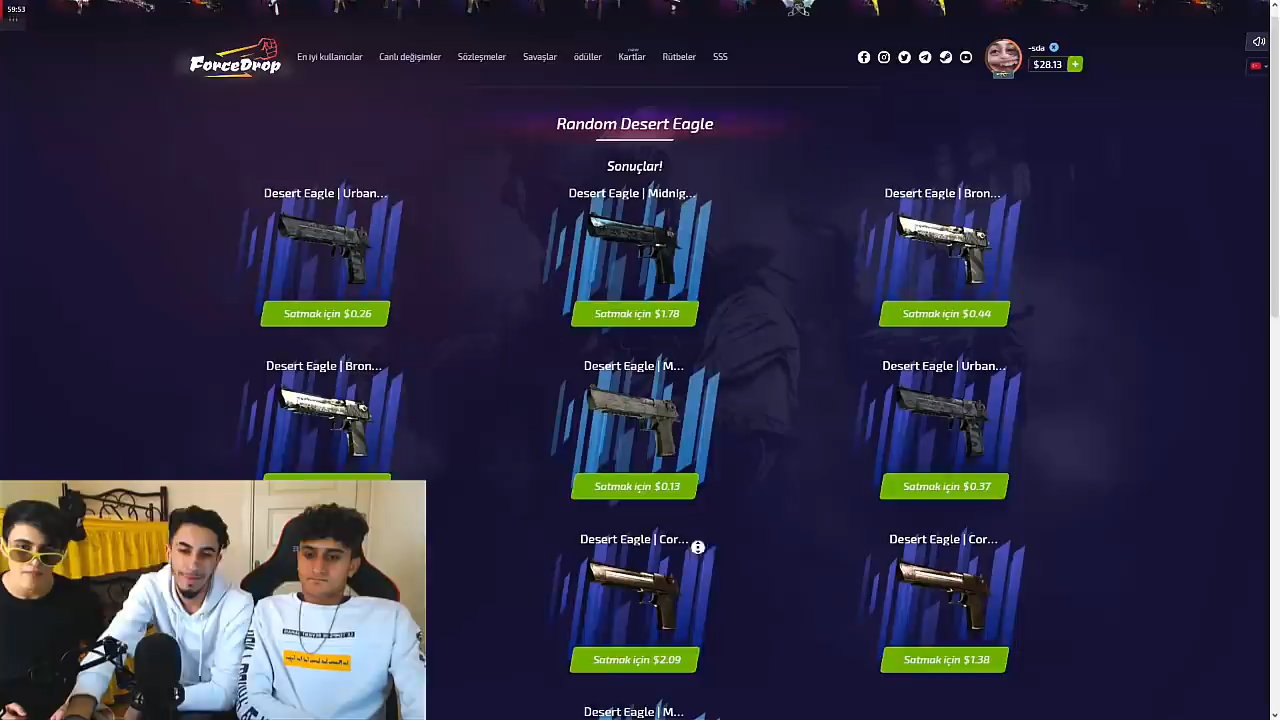 59:53
ForceDrop
En iyi kullanıcılar
Canlı değişimler
Sözleşmeler
Savaşlar
ödüller
Kartlar
Rütbeler
SSS
-sda
$28.13
Random Desert Eagle
Sonuçlar!
Desert Eagle | Urban...
Desert Eagle | Midnig...
Desert Eagle | Bron...
Satmak için $0.26
Satmak için $1.78
Satmak için $0.44
Desert Eagle | Bron...
Desert Eagle | M...
Desert Eagle | Urban...
Satmak için $0.13
Satmak için $0.37
Desert Eagle | Cor...
Desert Eagle | Cor...
Satmak için $2.09
Satmak için $1.38
Desert Eagle | M...